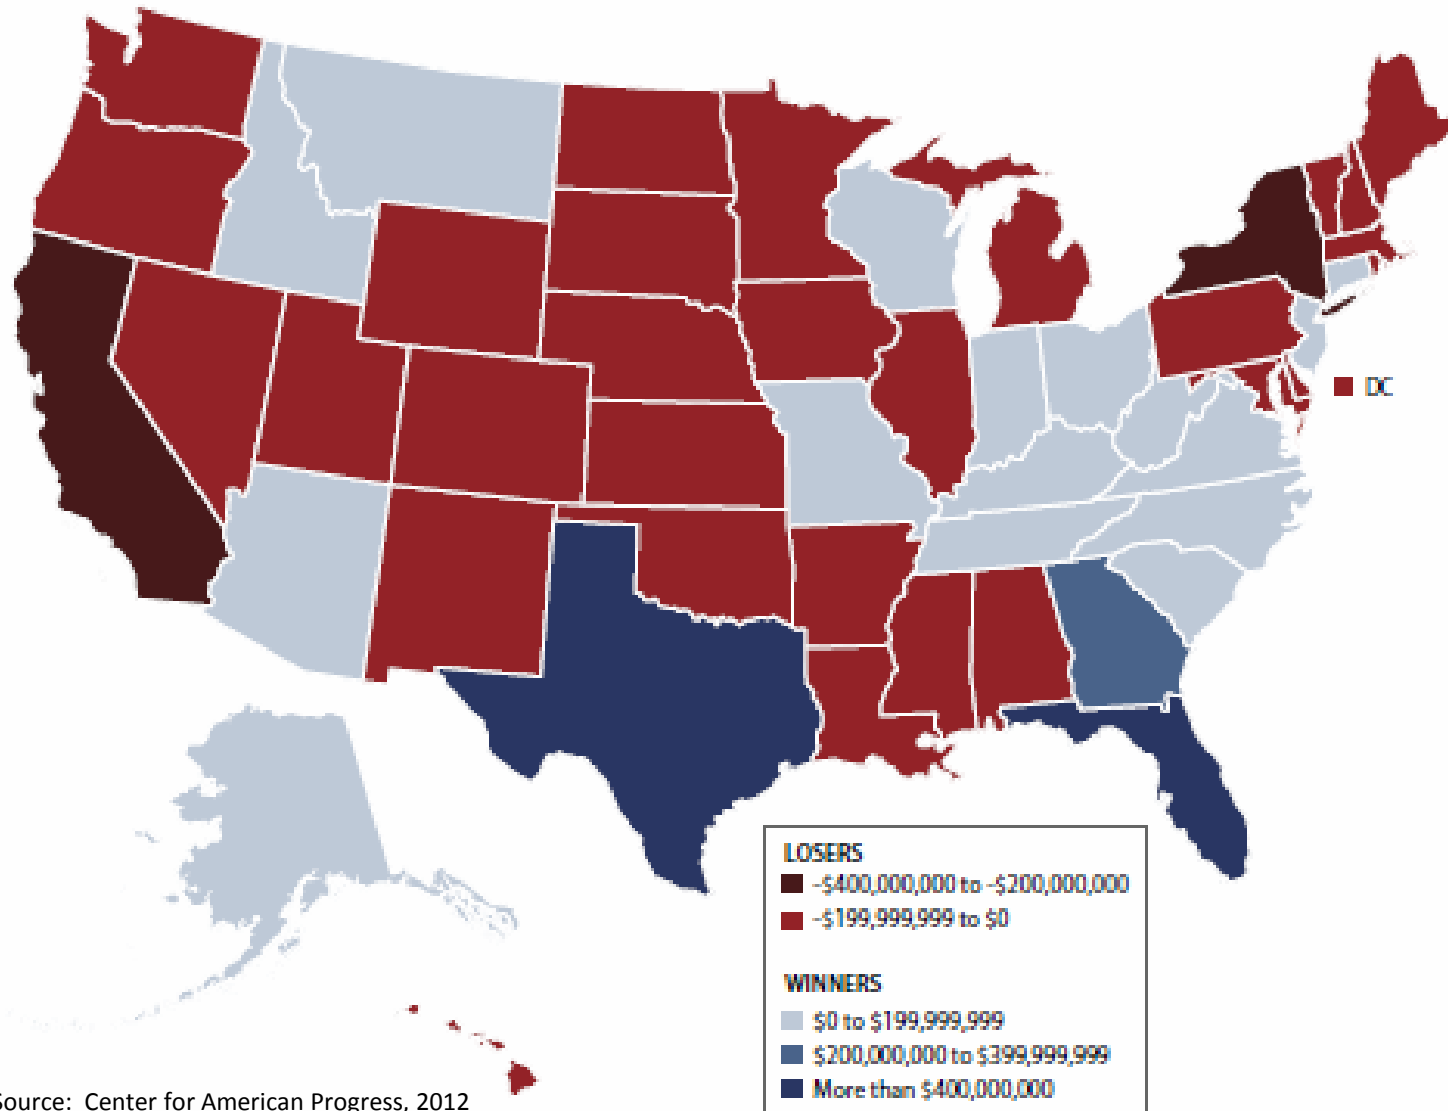 DC
LOSERS
-$400,000,000 to -$200,000,000
-$199,999,999 to $0
WINNERS
$0 to $199,999,999
$200,000,000 to $399,999,999
More than $400,000,000
Source: Center for American Progress, 2012